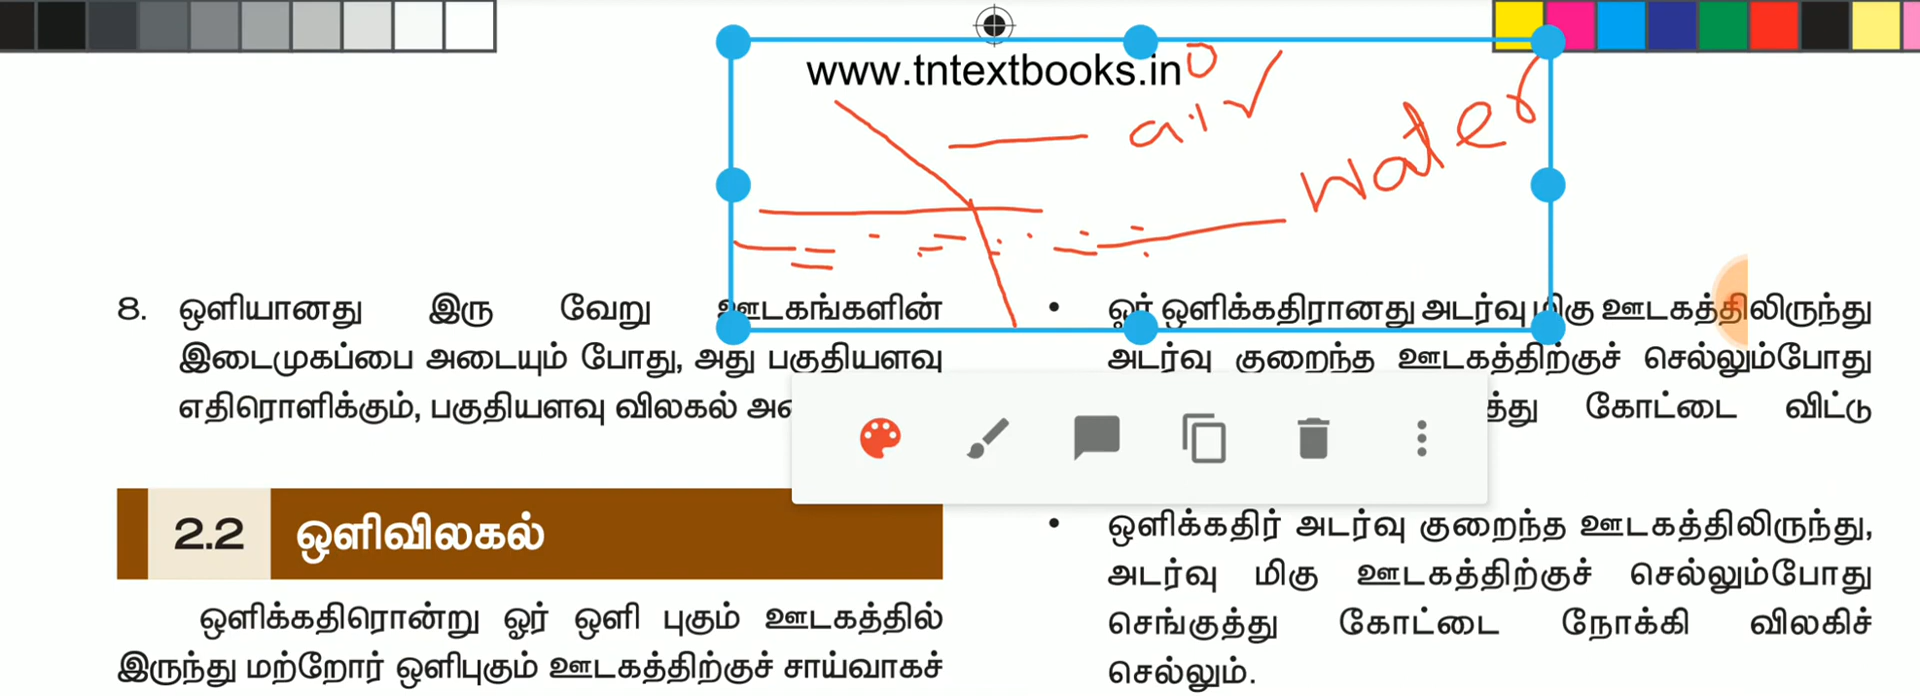 www.tntextbooks.in
air
water
8. ஒளியானது இரு வேறு ஊடகங்களின்
இடைமுகப்பை அடையும் போது, அது பகுதியளவு
எதிரொளிக்கும், பகுதியளவு விலகல்
2.2 ஒளிவிலகல்
ஒளிக்கதிரொன்று ஓர் ஒளி புகும் ஊடகத்தில்
இருந்து மற்றோர் ஒளிபுகும் ஊடகத்திற்குச் சாய்வாகச்
• ஓர் ஒளிக்கதிரானது அடர்வு மிகு ஊடகத்திலிருந்து
அடர்வு குறைந்த ஊடகத்திற்குச் செல்லும்போது
கோட்டை விட்டு
• ஒளிக்கதிர் அடர்வு குறைந்த ஊடகத்திலிருந்து,
அடர்வு மிகு ஊடகத்திற்குச் செல்லும்போது
செங்குத்து கோட்டை நோக்கி விலகிச்
செல்லும்.